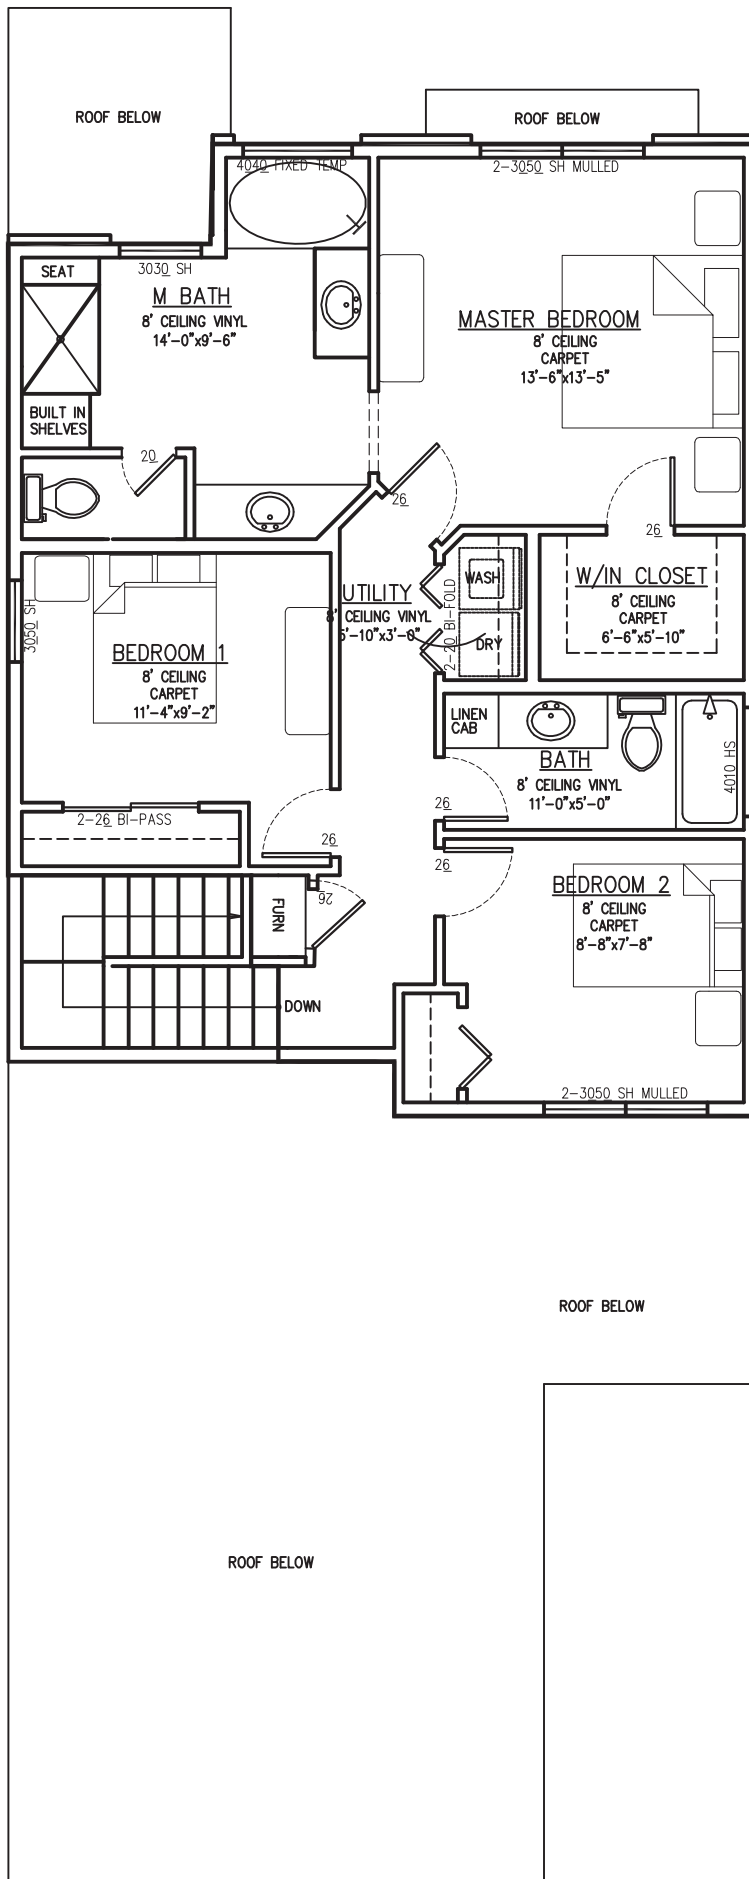 ROOF BELOW
ROOF BELOW
4040 FIXED TEMP
2-3050 SH MULLED
SEAT
3030 SH
M BATH
8' CEILING VINYL
14'-0"x9'-6"
MASTER BEDROOM
8' CEILING
CARPET
13'-6"x13'-5"
BUILT IN
SHELVES
20
26
26
WASH
W/IN CLOSET
8' CEILING
CARPET
6'-6"x5'-10"
UTILITY
8' CEILING VINYL
5'-10"x3'-0"
2-20 BI-FOLD
DRY
3050 SH
BEDROOM 1
8' CEILING
CARPET
11'-4"x9'-2"
LINEN
CAB
BATH
8' CEILING VINYL
11'-0"x5'-0"
4010 HS
26
2-26 BI-PASS
26
26
BEDROOM 2
8' CEILING
CARPET
8'-8"x7'-8"
26
FURN
DOWN
2-3050 SH MULLED
ROOF BELOW
ROOF BELOW